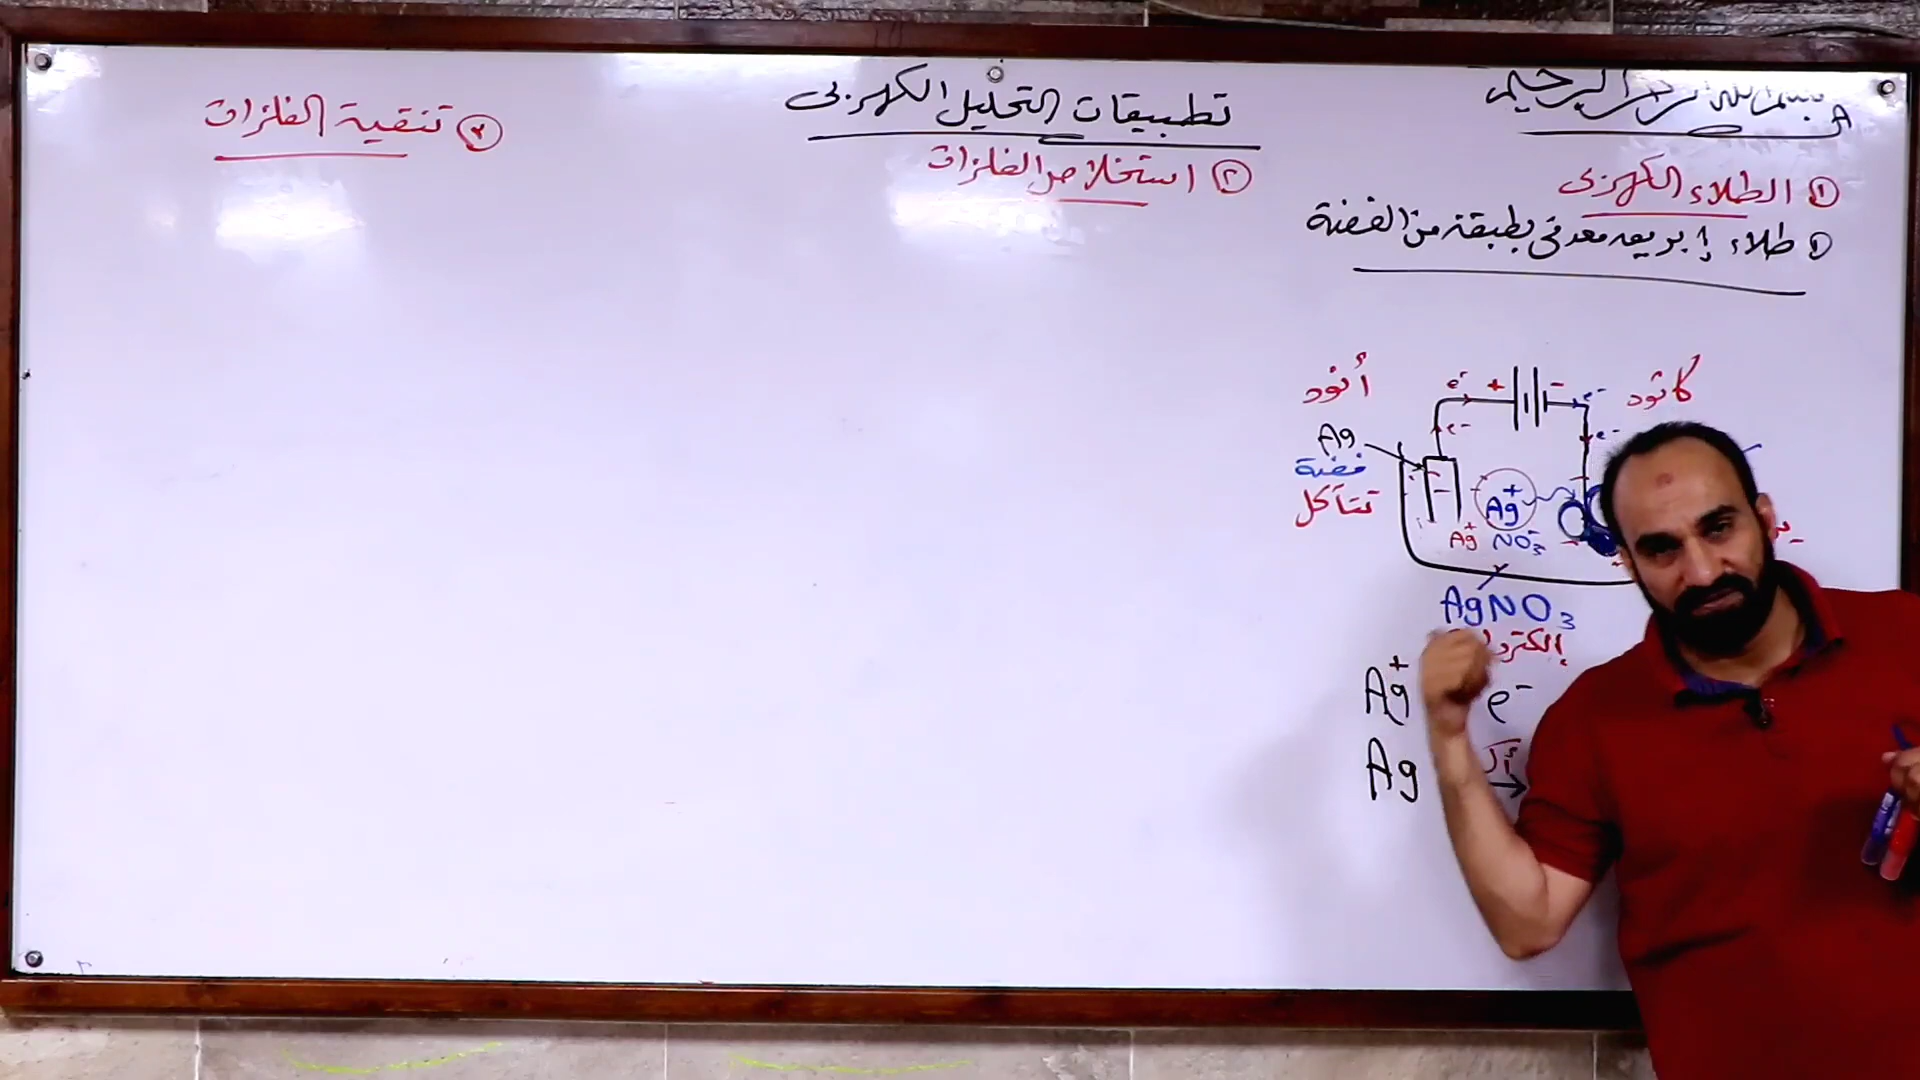 بسم الله الرحمن الرحيم
تطبيقات التحليل الكهربى
① الطلاء الكهربى
② استخلاص الفلزات
③ تنقية الفلزات
① طلاء إبريق معدنى بطبقة من الفضة
أنود
كاتود
e⁻ + - e⁻
e⁻ e⁻
Ag
فضة
تتآكل
Ag⁺
Ag⁺ NO₃⁻
AgNO₃
Ag⁺ e⁻
Ag →